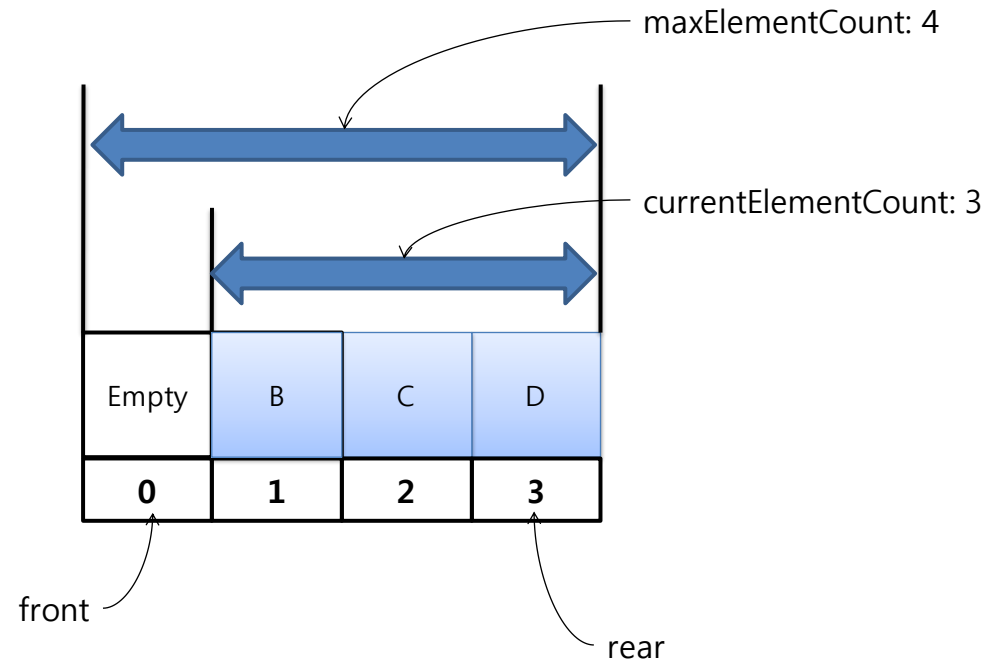 maxElementCount: 4
currentElementCount: 3
Empty B C D
0 1 2 3
front
rear